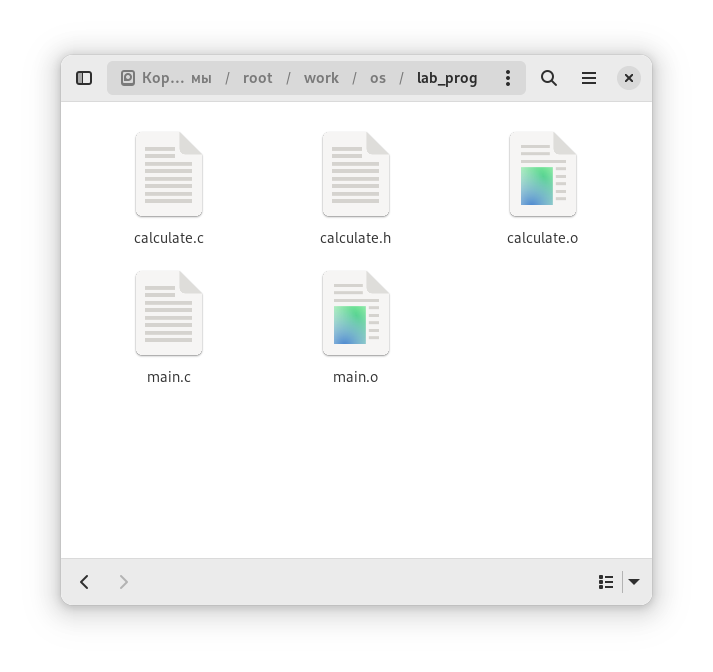 Кор… мы / root / work / os / lab_prog
calculate.c calculate.h calculate.o
main.c main.o